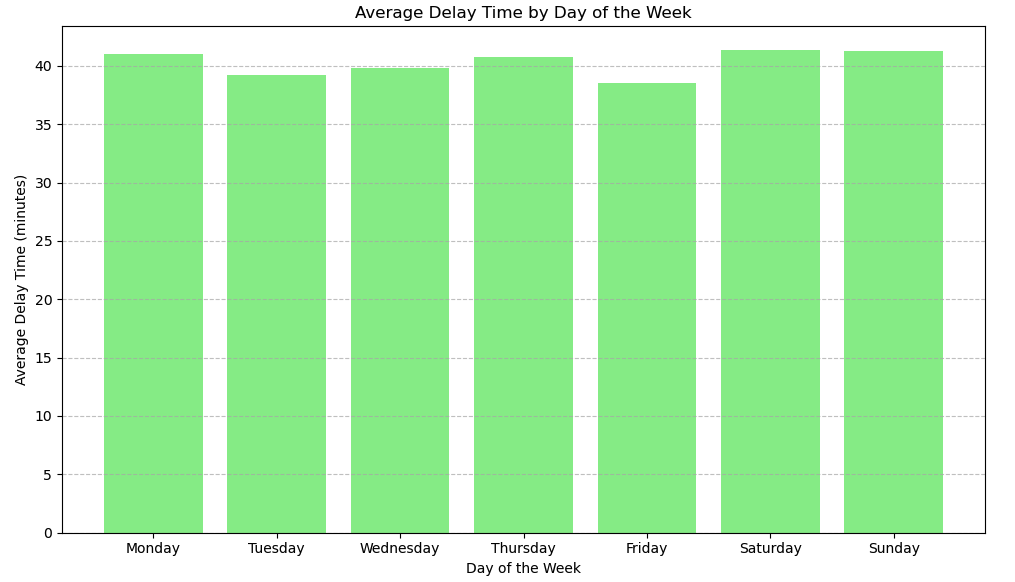 Average Delay Time by Day of the Week
Average Delay Time (minutes)
40
35
30
25
20
15
10
5
0
Monday Tuesday Wednesday Thursday Friday Saturday Sunday
Day of the Week